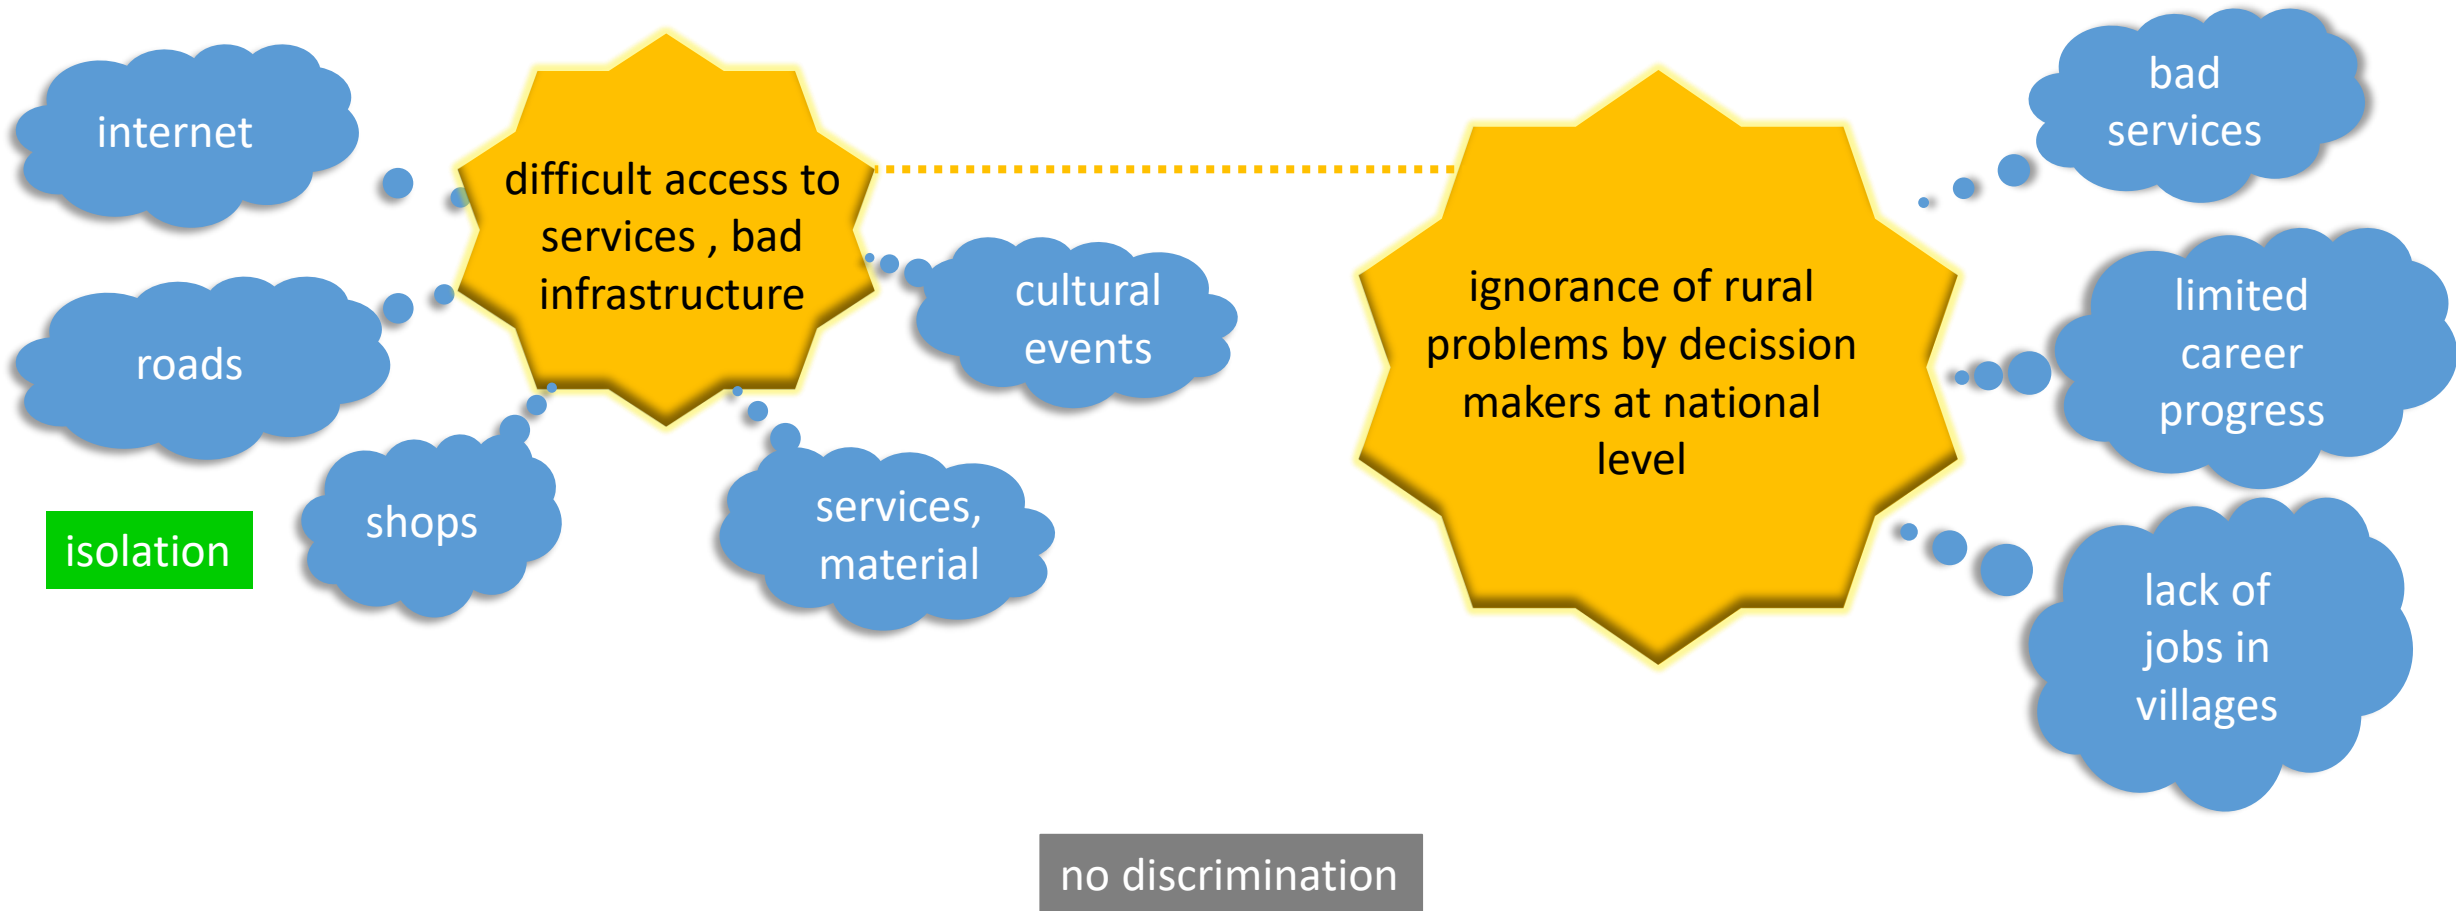 internet
roads
shops
isolation
difficult access to
services , bad
infrastructure
cultural
events
services,
material
ignorance of rural
problems by decission
makers at national
level
bad
services
limited
career
progress
lack of
jobs in
villages
no discrimination